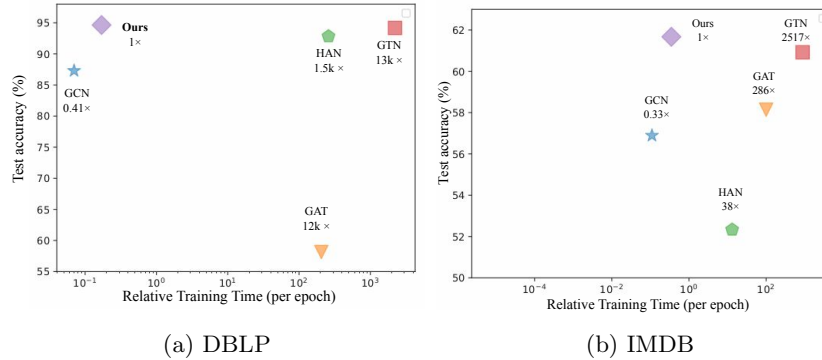 95
90
85
80
75
70
65
60
55
Test accuracy (%)
Ours
1×
GCN
0.41×
HAN
1.5k ×
GTN
13k ×
GAT
12k ×
10⁻¹ 10⁰ 10¹ 10² 10³
Relative Training Time (per epoch)
(a) DBLP
62
60
58
56
54
52
50
Test accuracy (%)
Ours
1×
GTN
2517×
GAT
286×
GCN
0.33×
HAN
38×
10⁻⁴ 10⁻² 10⁰ 10²
Relative Training Time (per epoch)
(b) IMDB